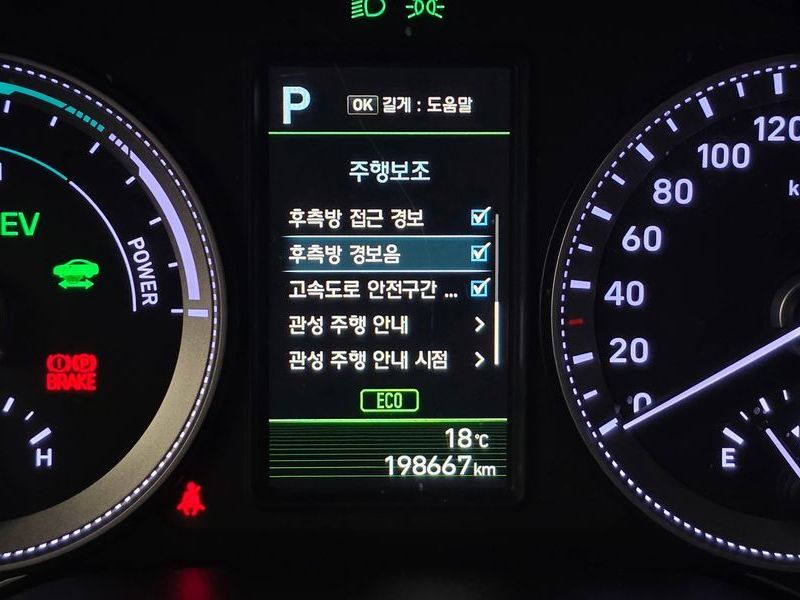 P
OK 길게 : 도움말
주행보조
후측방 접근 경보
후측방 경보음
고속도로 안전구간 ...
관성 주행 안내
관성 주행 안내 시점
ECO
18°C
198667km
EV
POWER
BRAKE
H
120
100
80
60
40
20
0
E
k